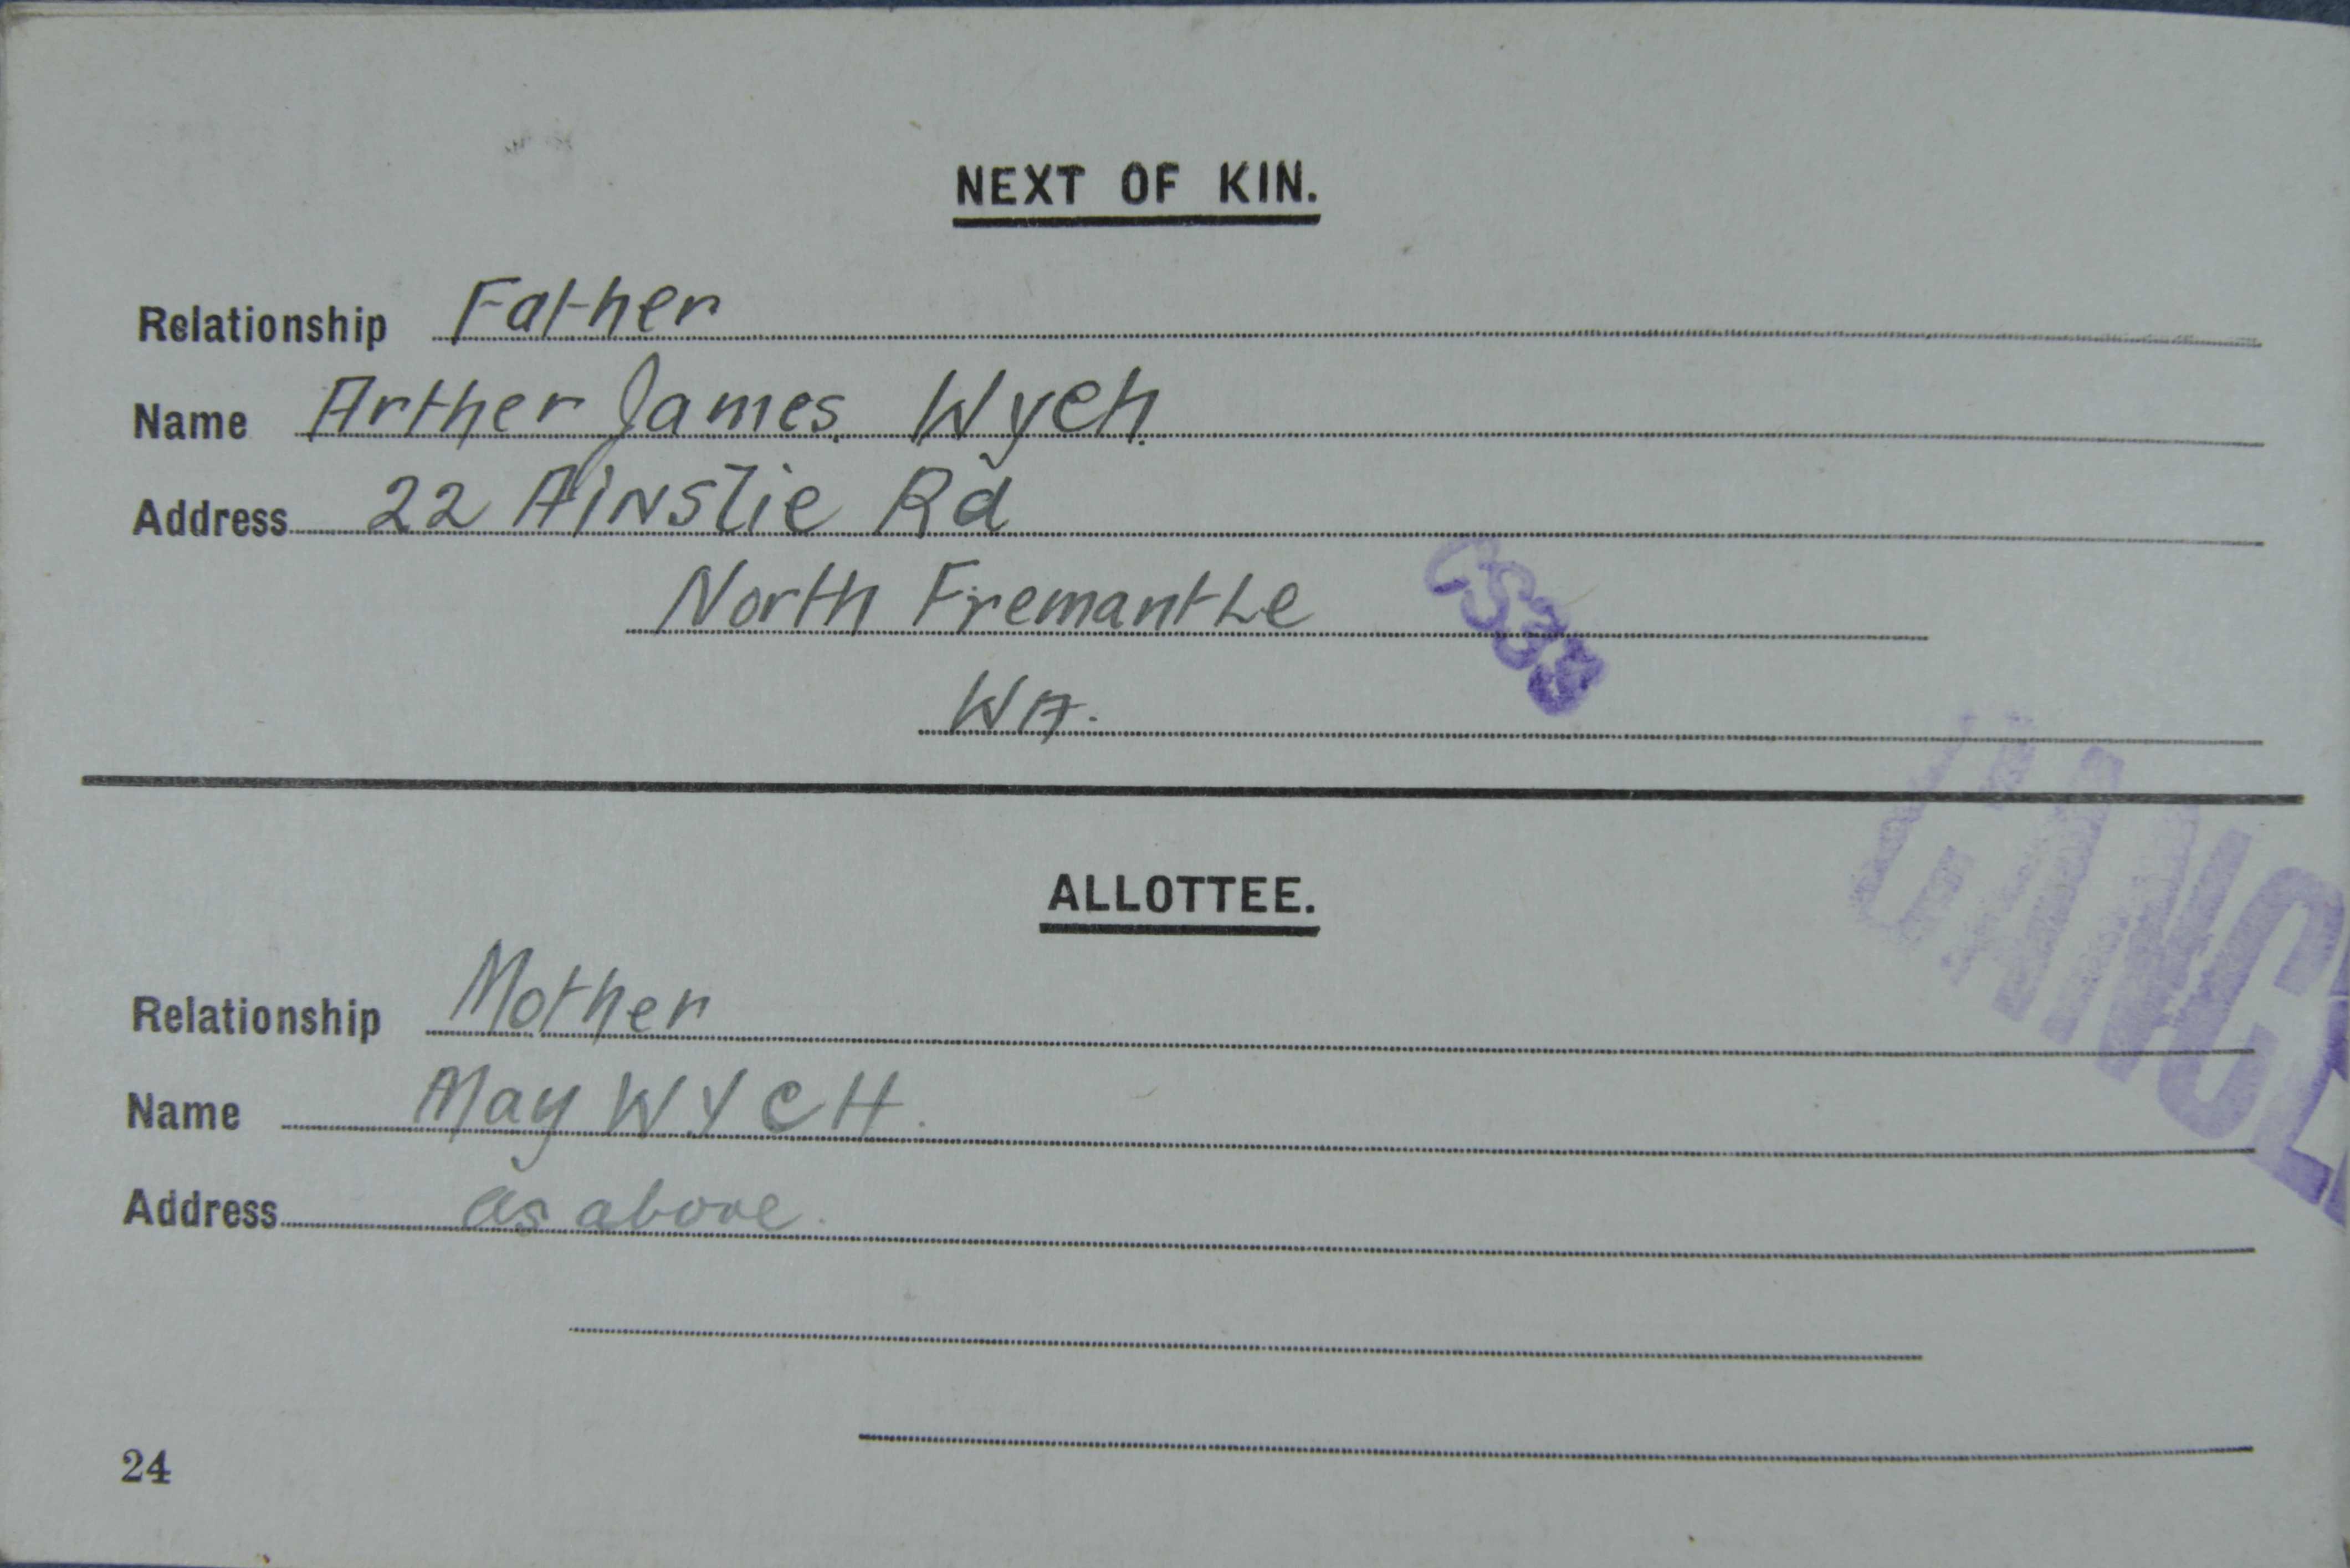 NEXT OF KIN.
Relationship Father
Name Arther James Wych
Address 22 Ainslie Rd
North Fremantle
WA.
ALLOTTEE.
Relationship Mother
Name May WYCH.
Address as above.
24